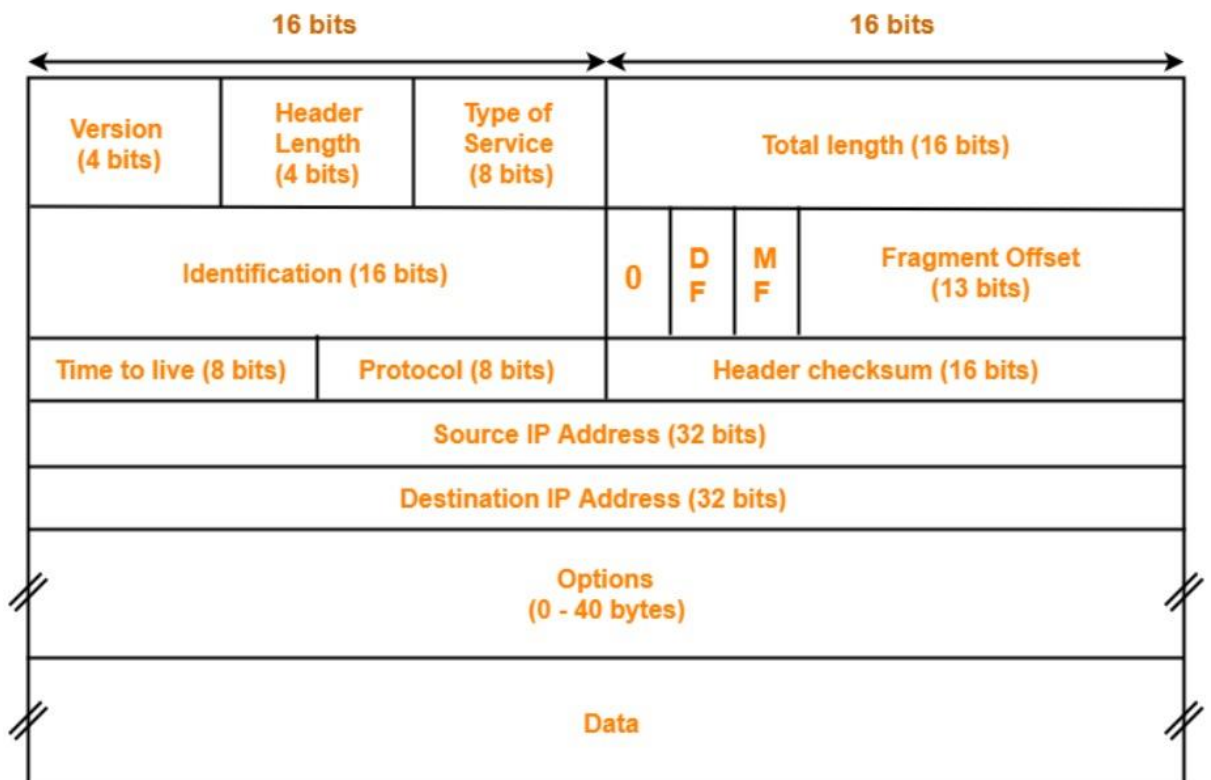 16 bits
16 bits
Version
(4 bits)
Header
Length
(4 bits)
Type of
Service
(8 bits)
Total length (16 bits)
Identification (16 bits)
0
D
F
M
F
Fragment Offset
(13 bits)
Time to live (8 bits)
Protocol (8 bits)
Header checksum (16 bits)
Source IP Address (32 bits)
Destination IP Address (32 bits)
Options
(0 - 40 bytes)
Data